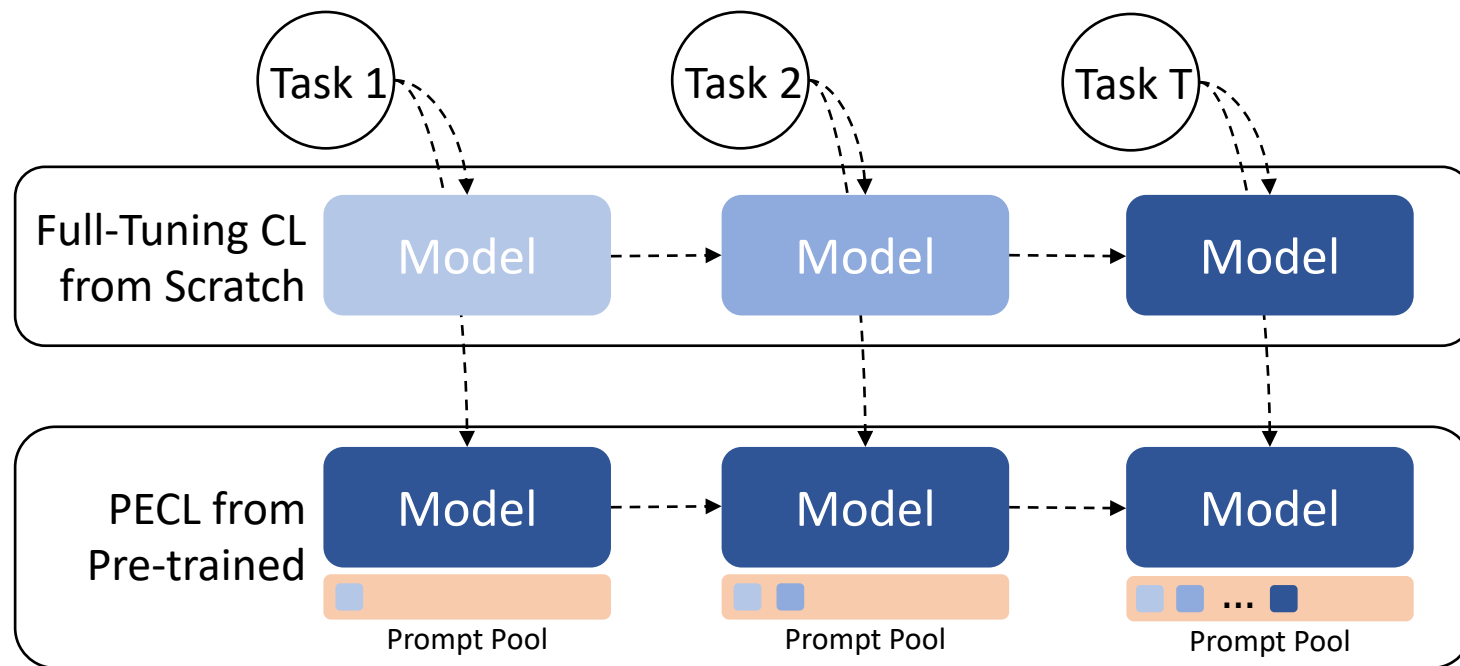 Task 1
Task 2
Task T
Full-Tuning CL
from Scratch
Model
Model
Model
PECL from
Pre-trained
Model
Model
Model
...
Prompt Pool
Prompt Pool
Prompt Pool